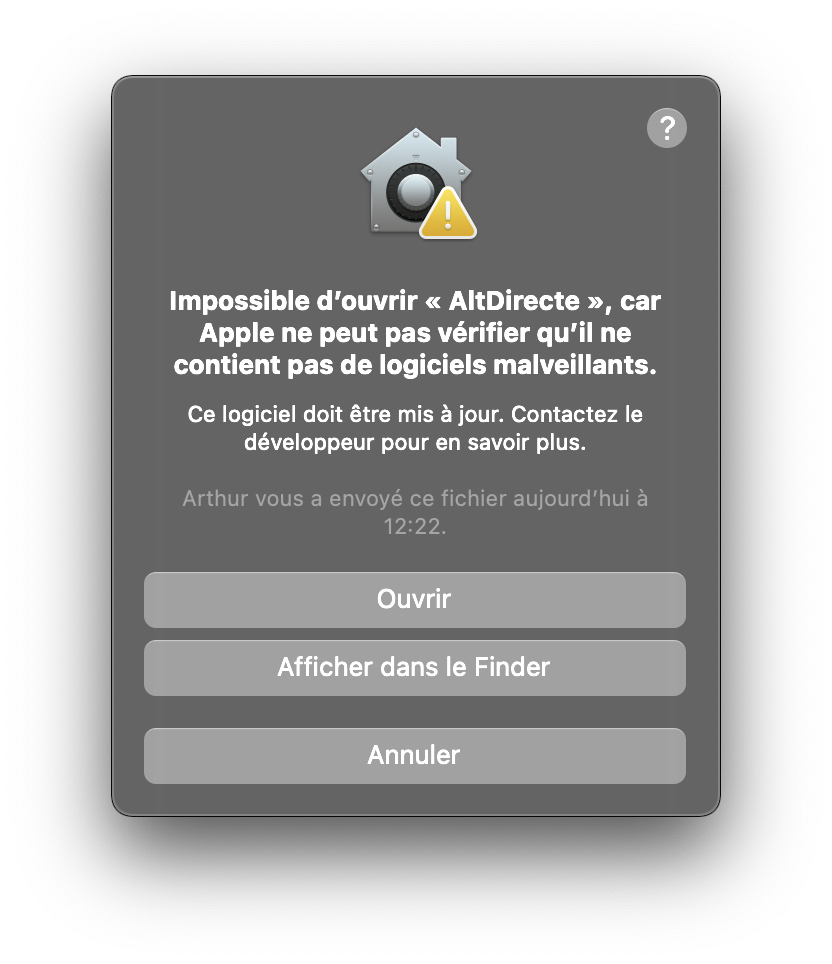 ?
Impossible d’ouvrir « AltDirecte », car
Apple ne peut pas vérifier qu’il ne
contient pas de logiciels malveillants.
Ce logiciel doit être mis à jour. Contactez le
développeur pour en savoir plus.
Arthur vous a envoyé ce fichier aujourd’hui à
12:22.
Ouvrir
Afficher dans le Finder
Annuler